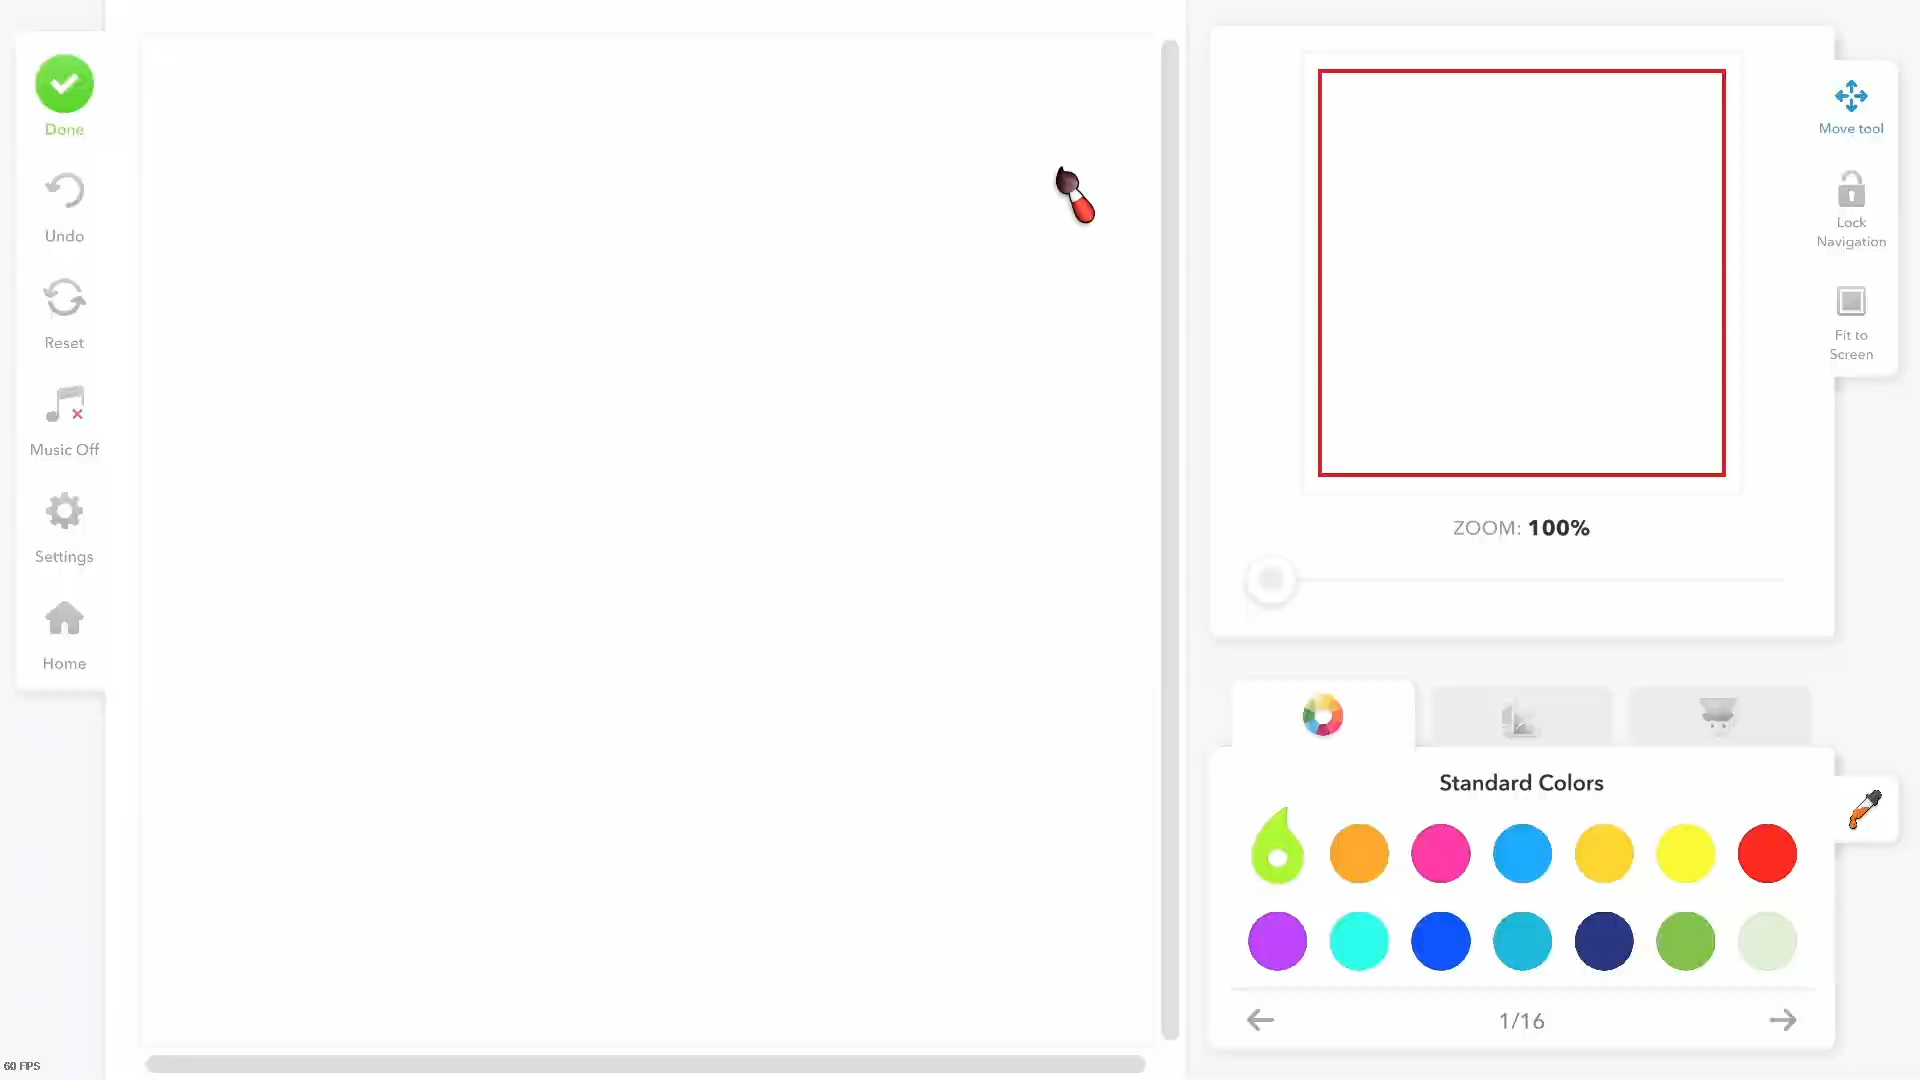 Done
Undo
Reset
Music Off
Settings
Home
60 FPS
ZOOM: 100%
Move tool
Lock
Navigation
Fit to
Screen
Standard Colors
1/16